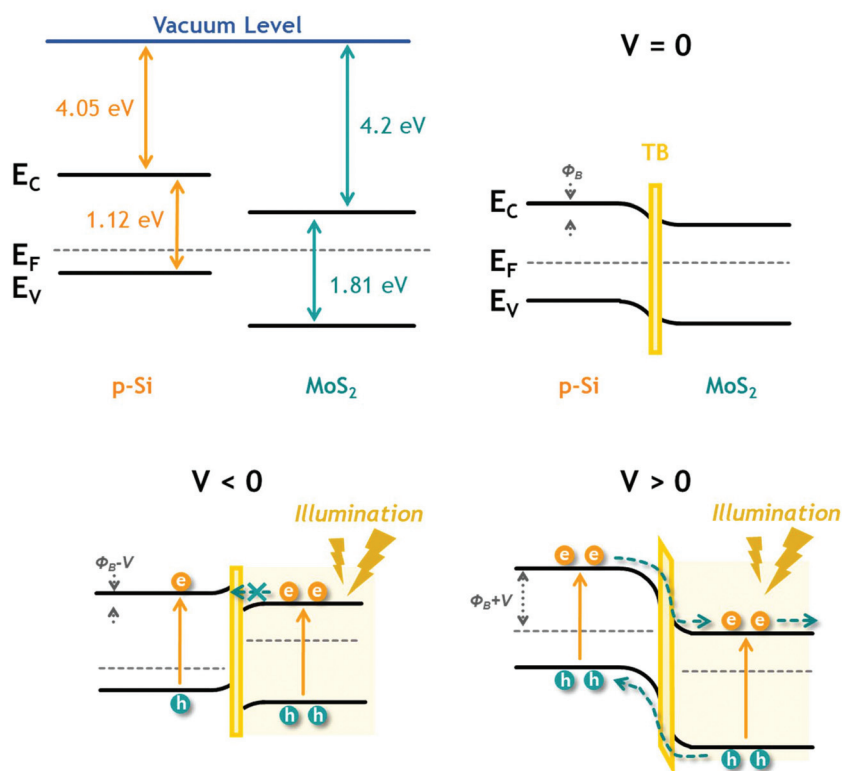 Vacuum Level
4.05 eV
4.2 eV
E_C
1.12 eV
E_F
E_V
1.81 eV
p-Si
MoS₂
V = 0
TB
Φ_B
E_C
E_F
E_V
p-Si
MoS₂
V < 0
Illumination
Φ_B-V
e
e e
h
h h
V > 0
Illumination
e e
Φ_B+V
e e
h h
h h